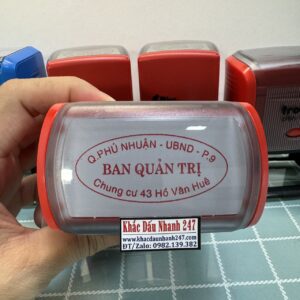 Q.PHÚ NHUẬN - UBND - P.9
BAN QUẢN TRỊ
Chung cư 43 Hồ Văn Huê
Khắc Dấu Nhanh 247
www.khacdaunhanh247.com
ĐT/Zalo: 0982.139.382